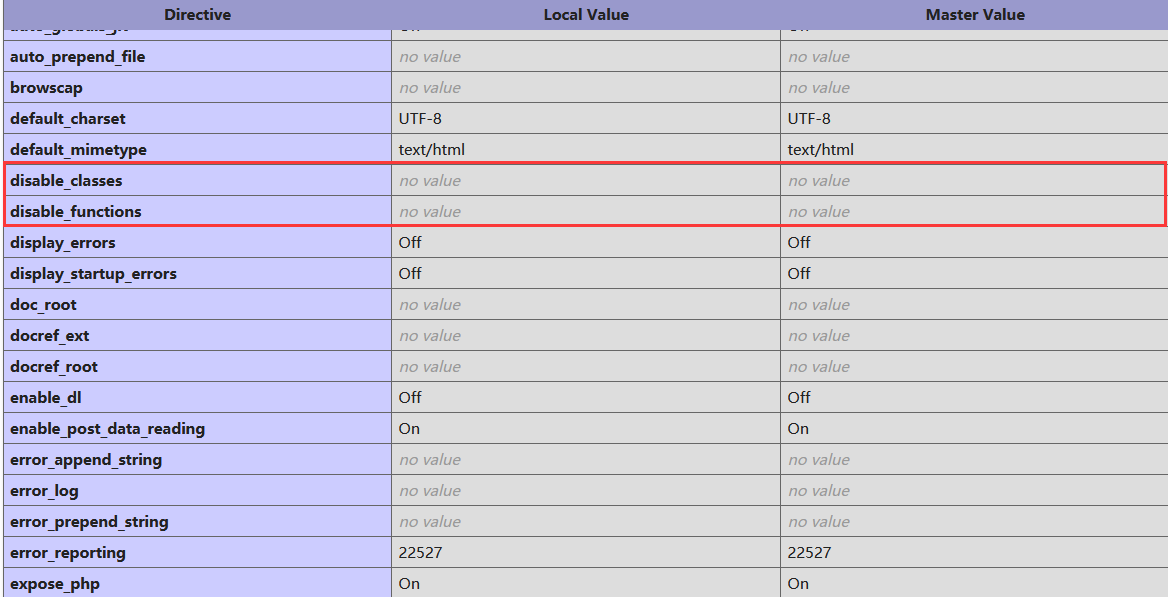 Directive Local Value Master Value
auto_prepend_file no value no value
browscap no value no value
default_charset UTF-8 UTF-8
default_mimetype text/html text/html
disable_classes no value no value
disable_functions no value no value
display_errors Off Off
display_startup_errors Off Off
doc_root no value no value
docref_ext no value no value
docref_root no value no value
enable_dl Off Off
enable_post_data_reading On On
error_append_string no value no value
error_log no value no value
error_prepend_string no value no value
error_reporting 22527 22527
expose_php On On